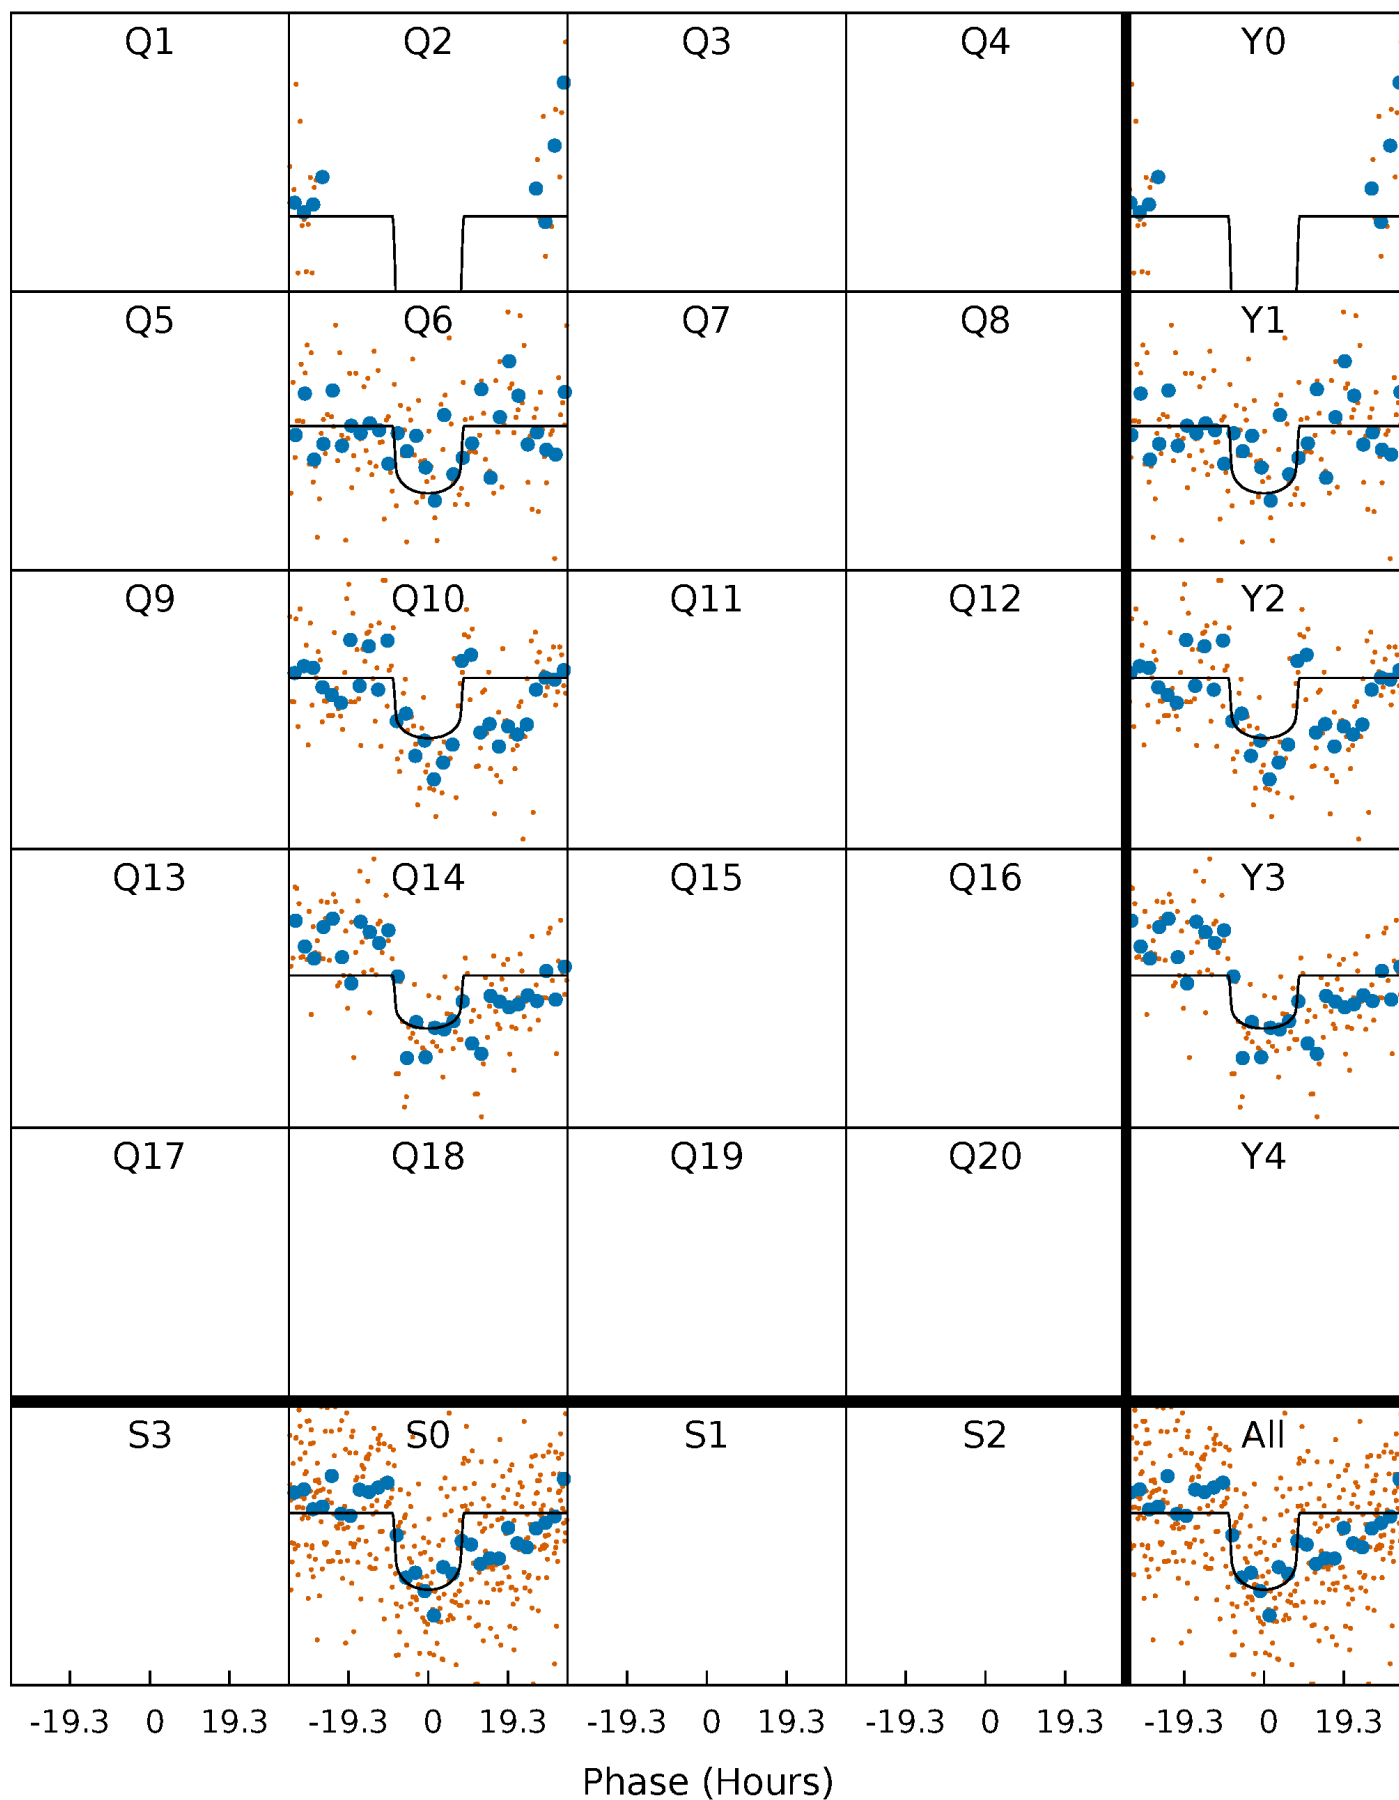 Q1 Q2 Q3 Q4 Y0
Q5 Q6 Q7 Q8 Y1
Q9 Q10 Q11 Q12 Y2
Q13 Q14 Q15 Q16 Y3
Q17 Q18 Q19 Q20 Y4
S3 S0 S1 S2 All
-19.3 0 19.3 -19.3 0 19.3 -19.3 0 19.3 -19.3 0 19.3 -19.3 0 19.3
Phase (Hours)